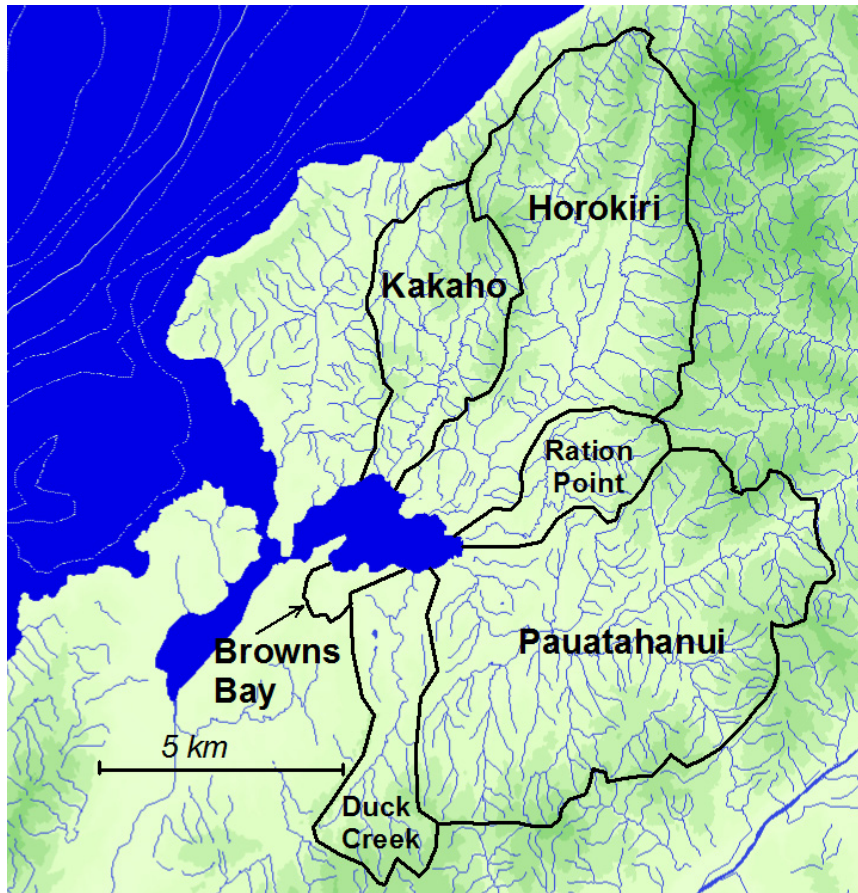 Horokiri
Kakaho
Ration
Point
Pauatahanui
Browns
Bay
5 km
Duck
Creek